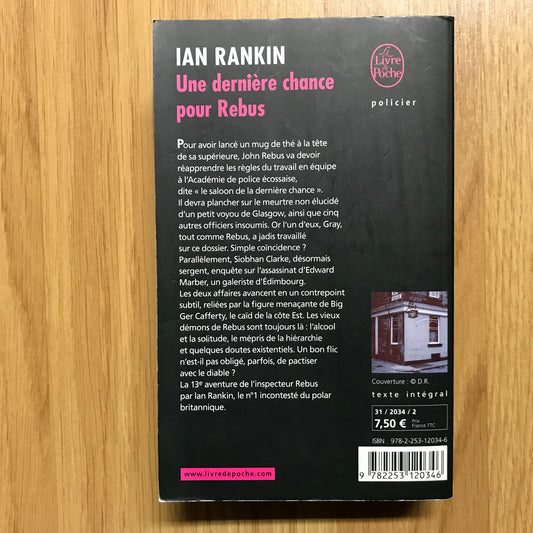 IAN RANKIN
Une dernière chance
pour Rebus
Le
Livre
de
Poche
policier
Pour avoir lancé un mug de thé à la tête
de sa supérieure, John Rebus va devoir
réapprendre les règles du travail en équipe
à l'Académie de police écossaise,
dite « le saloon de la dernière chance ».
Il devra plancher sur le meurtre non élucidé
d'un petit voyou de Glasgow, ainsi que cinq
autres officiers insoumis. Or l'un d'eux, Gray,
tout comme Rebus, a jadis travaillé
sur ce dossier. Simple coïncidence ?
Parallèlement, Siobhan Clarke, désormais
sergent, enquête sur l'assassinat d'Edward
Marber, un galeriste d'Édimbourg.
Les deux affaires avancent en un contrepoint
subtil, reliées par la figure menaçante de Big
Ger Cafferty, le caïd de la côte Est. Les vieux
démons de Rebus sont toujours là : l'alcool
et la solitude, le mépris de la hiérarchie
et quelques doutes existentiels. Un bon flic
n'est-il pas obligé, parfois, de pactiser
avec le diable ?
La 13e aventure de l'inspecteur Rebus
par Ian Rankin, le n°1 incontesté du polar
britannique.
Couverture : © D.R.
texte intégral
31 / 2034 / 2
7,50 € Prix
France TTC
ISBN 978-2-253-12034-6
9 782253 120346
www.livredepoche.com